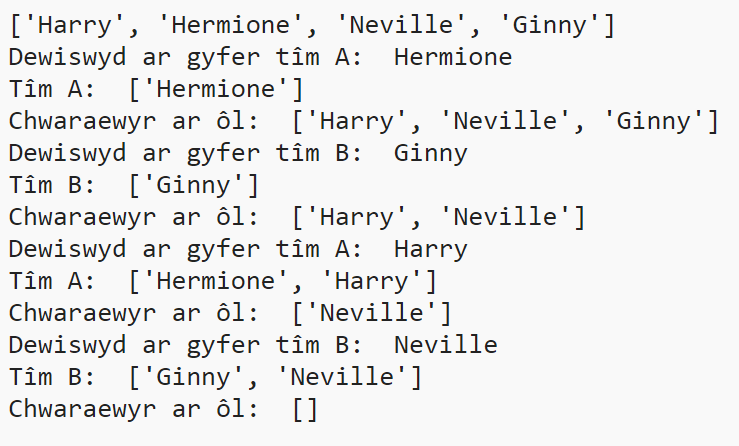 ['Harry', 'Hermione', 'Neville', 'Ginny']
Dewiswyd ar gyfer tîm A:  Hermione
Tîm A:  ['Hermione']
Chwaraewyr ar ôl:  ['Harry', 'Neville', 'Ginny']
Dewiswyd ar gyfer tîm B:  Ginny
Tîm B:  ['Ginny']
Chwaraewyr ar ôl:  ['Harry', 'Neville']
Dewiswyd ar gyfer tîm A:  Harry
Tîm A:  ['Hermione', 'Harry']
Chwaraewyr ar ôl:  ['Neville']
Dewiswyd ar gyfer tîm B:  Neville
Tîm B:  ['Ginny', 'Neville']
Chwaraewyr ar ôl:  []